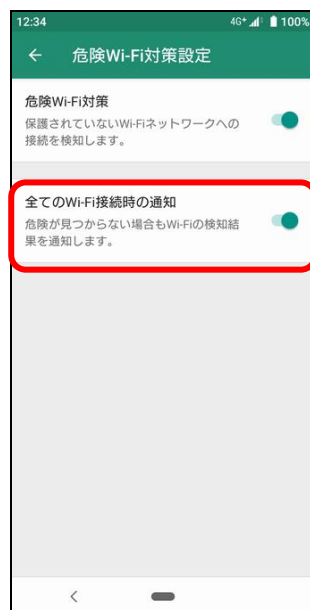 12:34 4G+ 100%
← 危険Wi-Fi対策設定
危険Wi-Fi対策
保護されていないWi-Fiネットワークへの
接続を検知します。
全てのWi-Fi接続時の通知
危険が見つからない場合もWi-Fiの検知結
果を通知します。